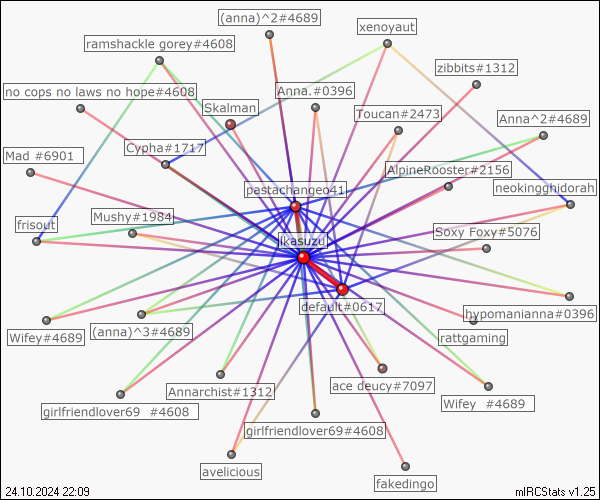 (anna)^2#4689
xenoyaut
ramshackle gorey#4608
zibbits#1312
no cops no laws no hope#4608
Anna.#0396
Skalman
Toucan#2473
Anna^2#4689
Cypha#1717
Mad #6901
AlpineRooster#2156
pastachangeo41
neokingghidorah
Mushy#1984
frisout
Soxy Foxy#5076
jkasuzu
default#0617
hypomanianna#0396
Wifey#4689
(anna)^3#4689
rattgaming
ace deucy#7097
Annarchist#1312
girlfriendlover69 #4608
Wifey #4689
girlfriendlover69#4608
avelicious
fakedingo
24.10.2024 22:09
mIRCStats v1.25